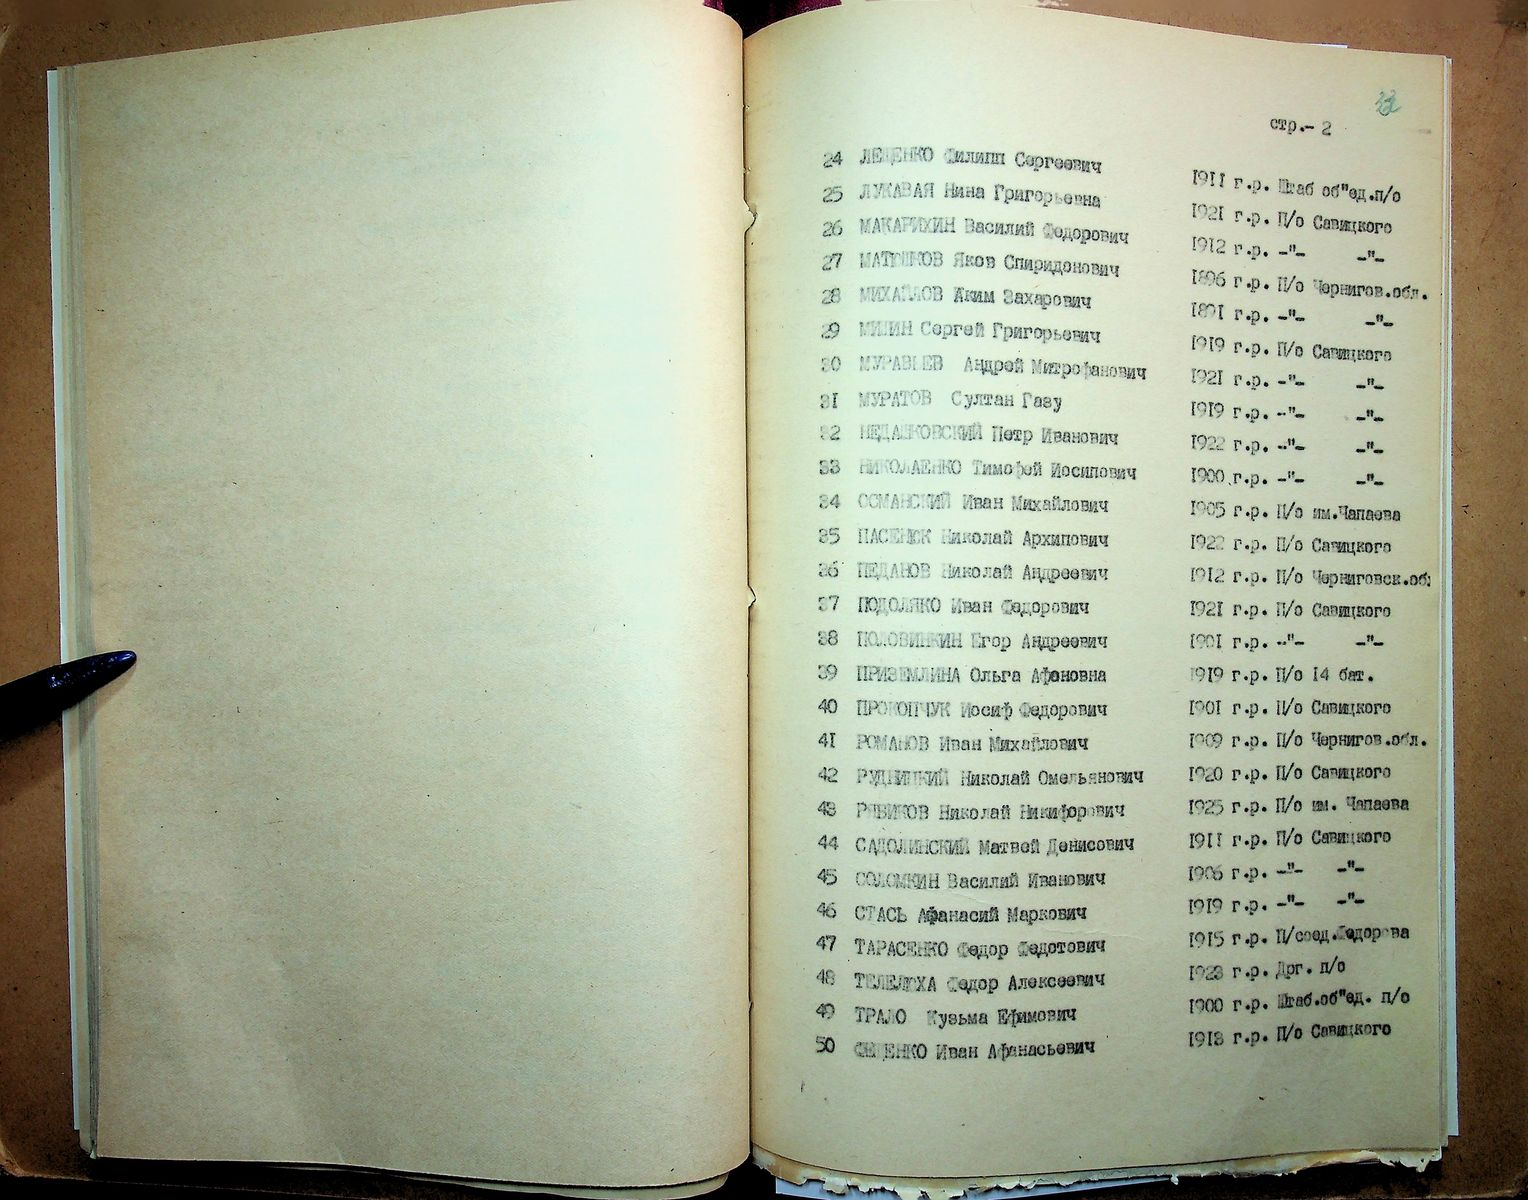 стр.- 2
24 ЛЕЩЕНКО Филипп Сергеевич 1911 г.р. Штаб об"ед.п/о
25 ЛУКАВАЯ Нина Григорьевна 1921 г.р. П/о Савицкого
26 МАКАРИХИН Василий Федорович 1912 г.р. -"- -"-
27 Яков Спиридонович 1896 г.р. П/о Чернигов.обл.
28 МИХАЙЛОВ Аким Захарович 1891 г.р. -"- -"-
29 МИЛИН Сергей Григорьевич 1919 г.р. П/о Савицкого
30 МУРАВЬЕВ Андрей Митрофанович 1921 г.р. -"- -"-
31 МУРАТОВ Султан Газу 1919 г.р. -"- -"-
32 Петр Иванович 1922 г.р. -"- -"-
33 НИКОЛАЕНКО Тимофей Иосипович 1900 г.р. -"- -"-
34 ОСМАНСКИЙ Иван Михайлович 1905 г.р. П/о им.Чапаева
35 Николай Архипович 1922 г.р. П/о Савицкого
36 ПЕДАНОВ Николай Андреевич 1912 г.р. П/о Черниговск.об
37 ПОДОЛЯКО Иван Федорович 1921 г.р. П/о Савицкого
38 ПОЛОВИНКИН Егор Андреевич 1901 г.р. -"- -"-
39 ПРИЗЕМЛИНА Ольга Афоновна 1919 г.р. П/о 14 бат.
40 ПРОКОПЧУК Иосиф Федорович 1901 г.р. П/о Савицкого
41 РОМАНОВ Иван Михайлович 1909 г.р. П/о Чернигов.обл.
42 РУДНИЦКИЙ Николай Омельянович 1920 г.р. П/о Савицкого
43 РЯБИКОВ Николай Никифорович 1925 г.р. П/о им. Чапаева
44 САДОЛИНСКИЙ Матвей Денисович 1911 г.р. П/о Савицкого
45 СОЛОМКИН Василий Иванович 1906 г.р. -"- -"-
46 СТАСЬ Афанасий Маркович 1919 г.р. -"- -"-
47 ТАРАСЕНКО Федор Федотович 1915 г.р. П/соед.Федорова
48 ТЕЛЕЛЮХА Федор Алексеевич 1923 г.р. Дрг. п/о
49 ТРАЛО Кузьма Ефимович 1900 г.р. Штаб.об"ед. п/о
50 Иван Афанасьевич 1913 г.р. П/о Савицкого